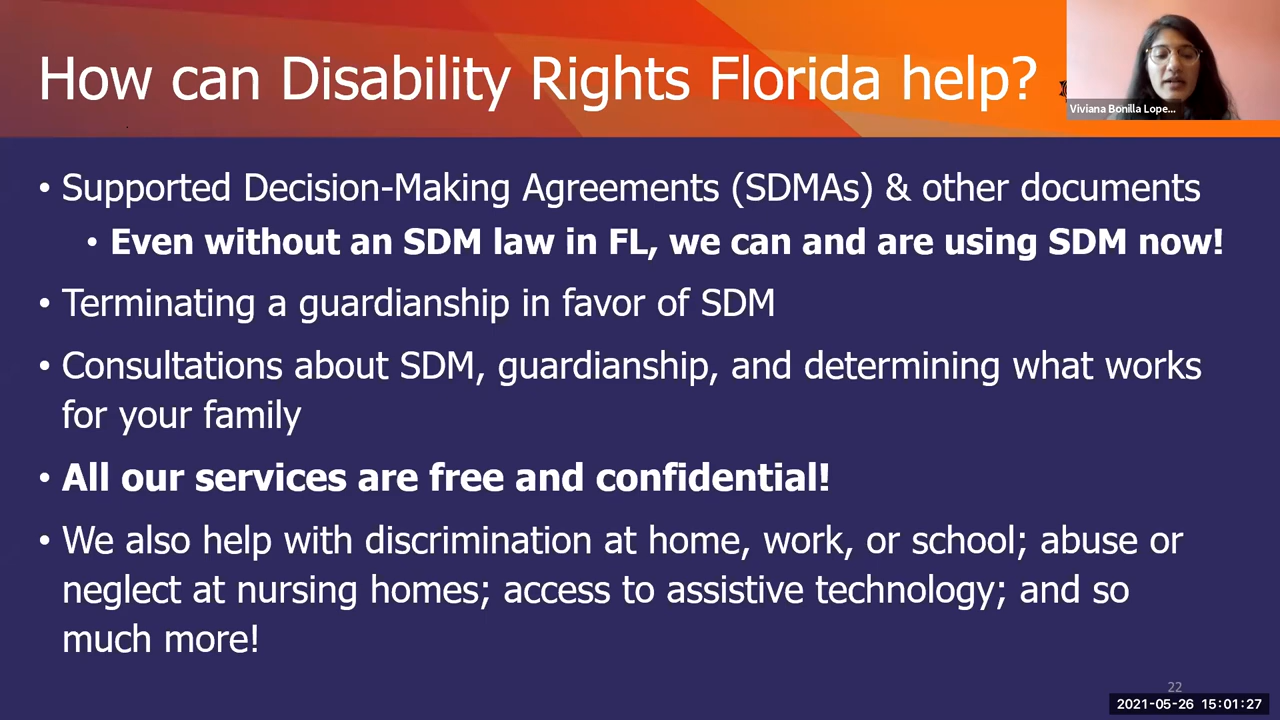 How can Disability Rights Florida help?
Viviana Bonilla Lope...
• Supported Decision-Making Agreements (SDMAs) & other documents
• Even without an SDM law in FL, we can and are using SDM now!
• Terminating a guardianship in favor of SDM
• Consultations about SDM, guardianship, and determining what works
for your family
• All our services are free and confidential!
• We also help with discrimination at home, work, or school; abuse or
neglect at nursing homes; access to assistive technology; and so
much more!
22
2021-05-26 15:01:27